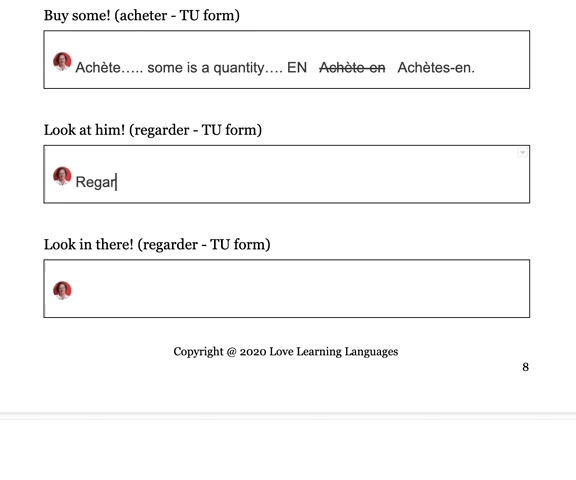 Buy some! (acheter - TU form)
Achète….. some is a quantity…. EN Achète-en Achètes-en.
Look at him! (regarder - TU form)
Regar
Look in there! (regarder - TU form)
Copyright @ 2020 Love Learning Languages
8